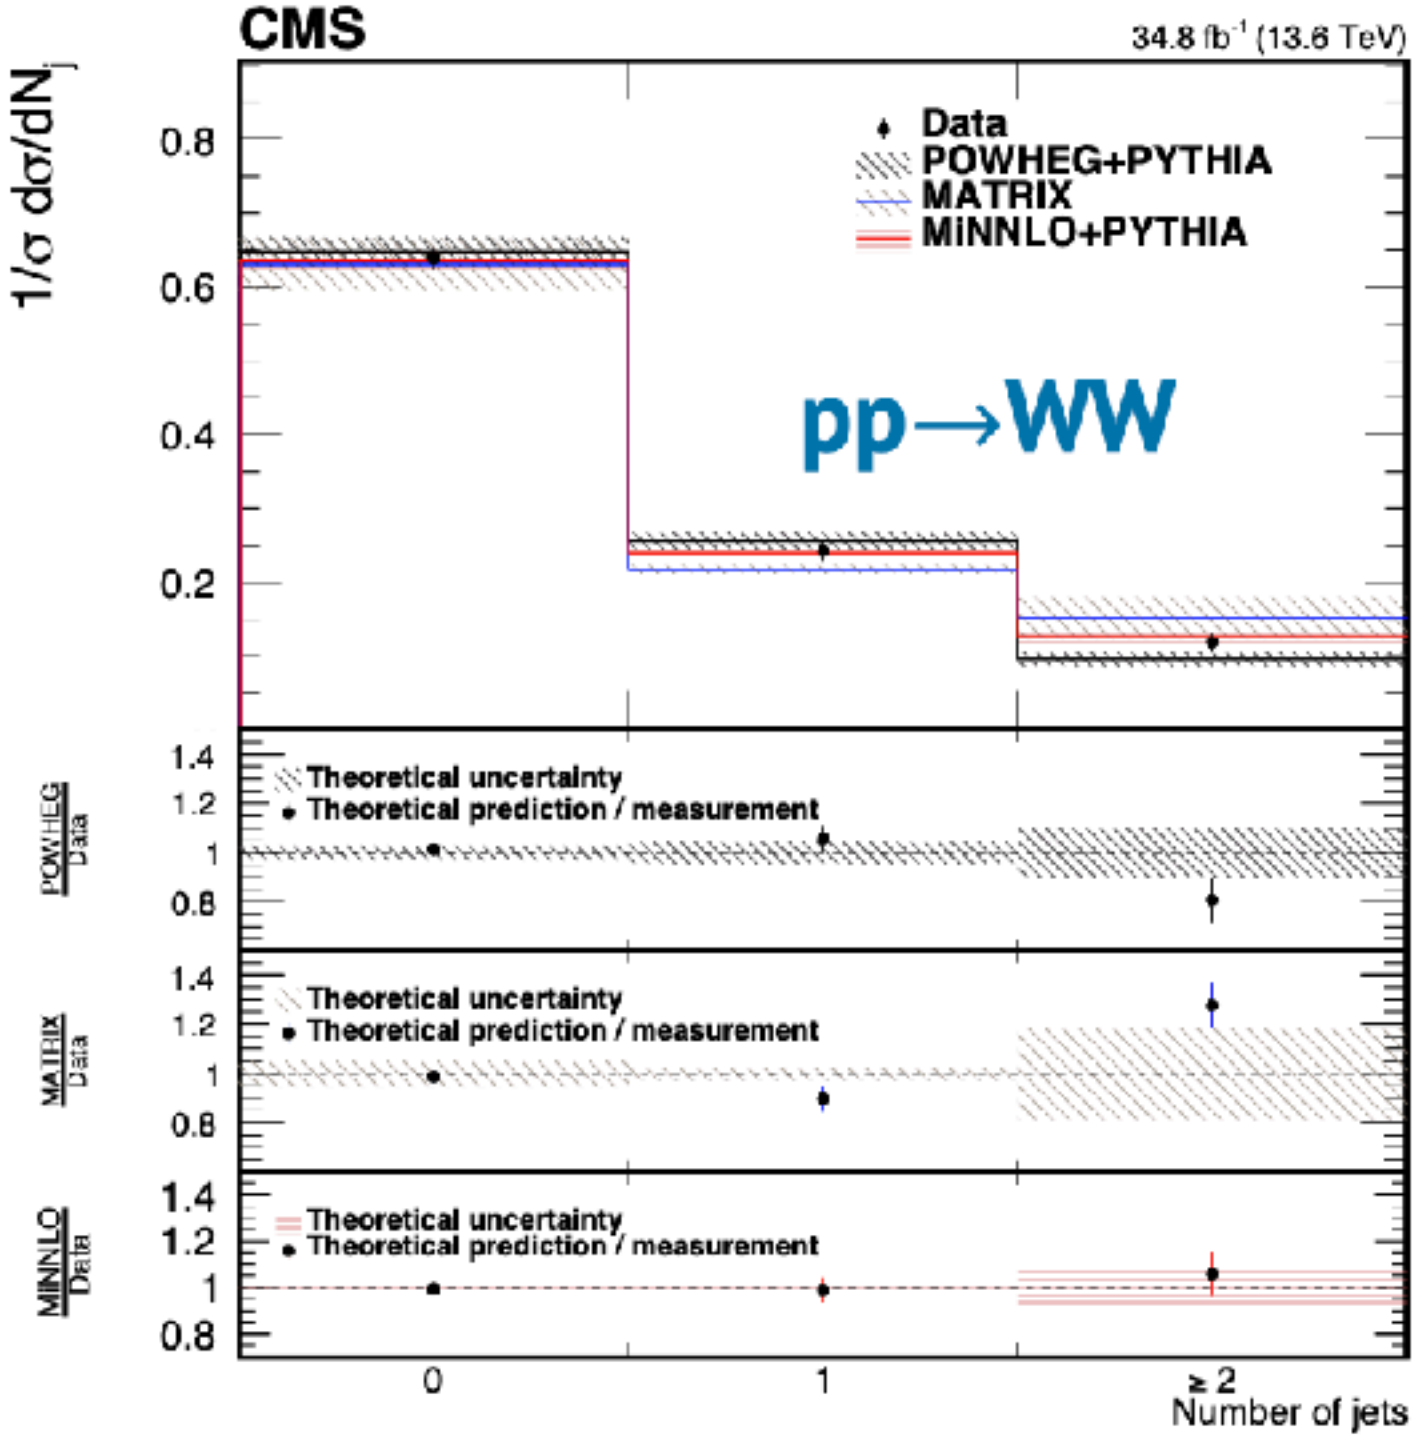 CMS
34.8 fb⁻¹ (13.6 TeV)
1/σ dσ/dNⱼ
0.8
0.6
0.4
0.2
Data
POWHEG+PYTHIA
MATRIX
MiNNLO+PYTHIA
pp→WW
POWHEG
Data
1.4
1.2
1
0.8
Theoretical uncertainty
Theoretical prediction / measurement
MATRIX
Data
1.4
1.2
1
0.8
Theoretical uncertainty
Theoretical prediction / measurement
MiNNLO
Data
1.4
1.2
1
0.8
Theoretical uncertainty
Theoretical prediction / measurement
0
1
≥ 2
Number of jets